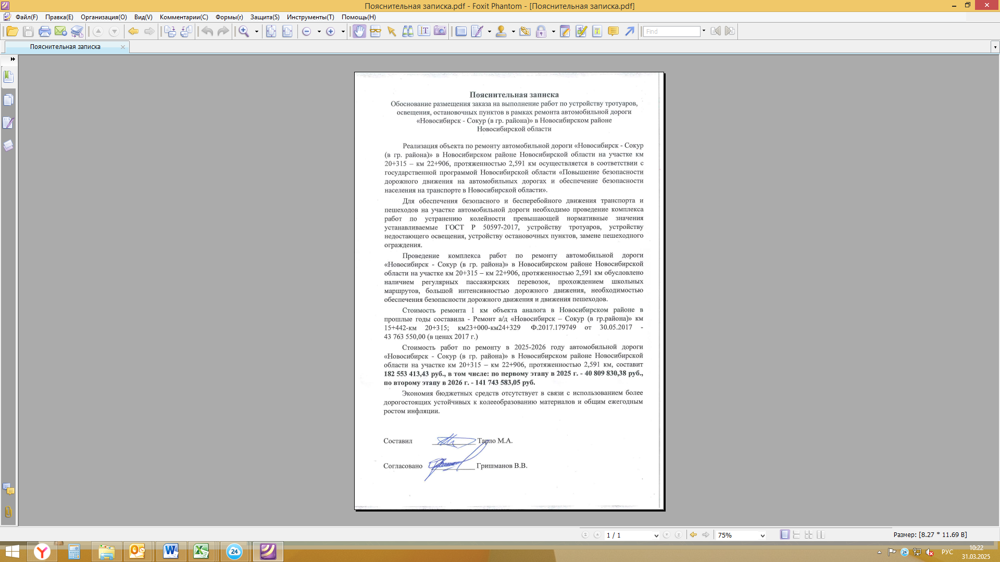 Пояснительная записка.pdf - Foxit Phantom - [Пояснительная записка.pdf]
Файл(F) Правка(E) Организация(O) Вид(V) Комментарии(C) Формы(r) Защита(S) Инструменты(T) Помощь(H)
Find
Пояснительная записка
Пояснительная записка
Обоснование размещения заказа на выполнение работ по устройству тротуаров,
освещения, остановочных пунктов в рамках ремонта автомобильной дороги
«Новосибирск - Сокур (в гр. района)» в Новосибирском районе
Новосибирской области
Реализация объекта по ремонту автомобильной дороги «Новосибирск - Сокур
(в гр. района)» в Новосибирском районе Новосибирской области на участке км
20+315 – км 22+906, протяженностью 2,591 км осуществляется в соответствии с
государственной программой Новосибирской области «Повышение безопасности
дорожного движения на автомобильных дорогах и обеспечение безопасности
населения на транспорте в Новосибирской области».
Для обеспечения безопасного и бесперебойного движения транспорта и
пешеходов на участке автомобильной дороги необходимо проведение комплекса
работ по устранению колейности превышающей нормативные значения
устанавливаемые ГОСТ Р 50597-2017, устройству тротуаров, устройству
недостающего освещения, устройству остановочных пунктов, замене пешеходного
ограждения.
Проведение комплекса работ по ремонту автомобильной дороги
«Новосибирск - Сокур (в гр. района)» в Новосибирском районе Новосибирской
области на участке км 20+315 – км 22+906, протяженностью 2,591 км обусловлено
наличием регулярных пассажирских перевозок, прохождением школьных
маршрутов, большой интенсивностью дорожного движения, необходимостью
обеспечения безопасности дорожного движения и движения пешеходов.
Стоимость ремонта 1 км объекта аналога в Новосибирском районе в
прошлые годы составила - Ремонт а/д «Новосибирск – Сокур (в гр.района)» км
15+442-км 20+315; км23+000-км24+329 Ф.2017.179749 от 30.05.2017 -
43 763 550,00 (в ценах 2017 г.)
Стоимость работ по ремонту в 2025-2026 году автомобильной дороги
«Новосибирск - Сокур (в гр. района)» в Новосибирском районе Новосибирской
области на участке км 20+315 – км 22+906, протяженностью 2,591 км, составит
182 553 413,43 руб., в том числе: по первому этапу в 2025 г. - 40 809 830,38 руб.,
по второму этапу в 2026 г. - 141 743 583,05 руб.
Экономия бюджетных средств отсутствует в связи с использованием более
дорогостоящих устойчивых к колееобразованию материалов и общим ежегодным
ростом инфляции.
Составил Тарло М.А.
Согласовано Гришманов В.В.
1 / 1 75% Размер: [8.27 * 11.69 В]
24 24 РУС 10:22
31.03.2025